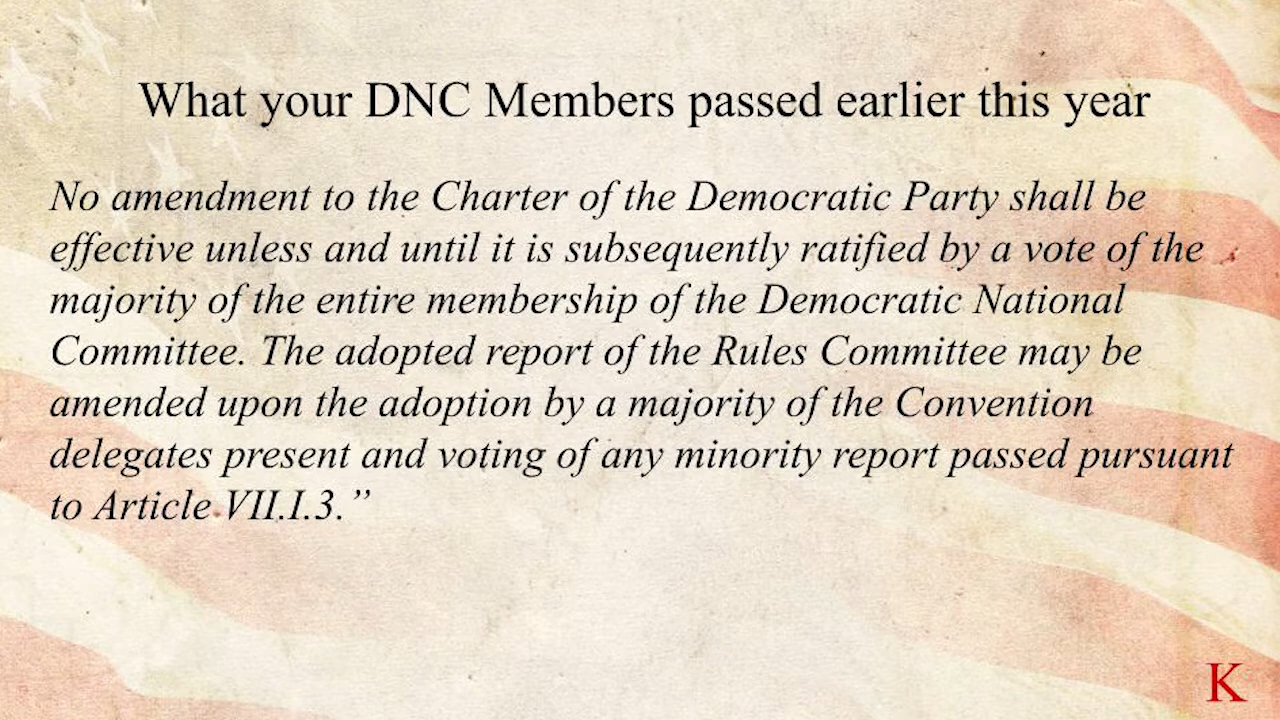 What your DNC Members passed earlier this year
No amendment to the Charter of the Democratic Party shall be
effective unless and until it is subsequently ratified by a vote of the
majority of the entire membership of the Democratic National
Committee. The adopted report of the Rules Committee may be
amended upon the adoption by a majority of the Convention
delegates present and voting of any minority report passed pursuant
to Article VII.I.3.”
K